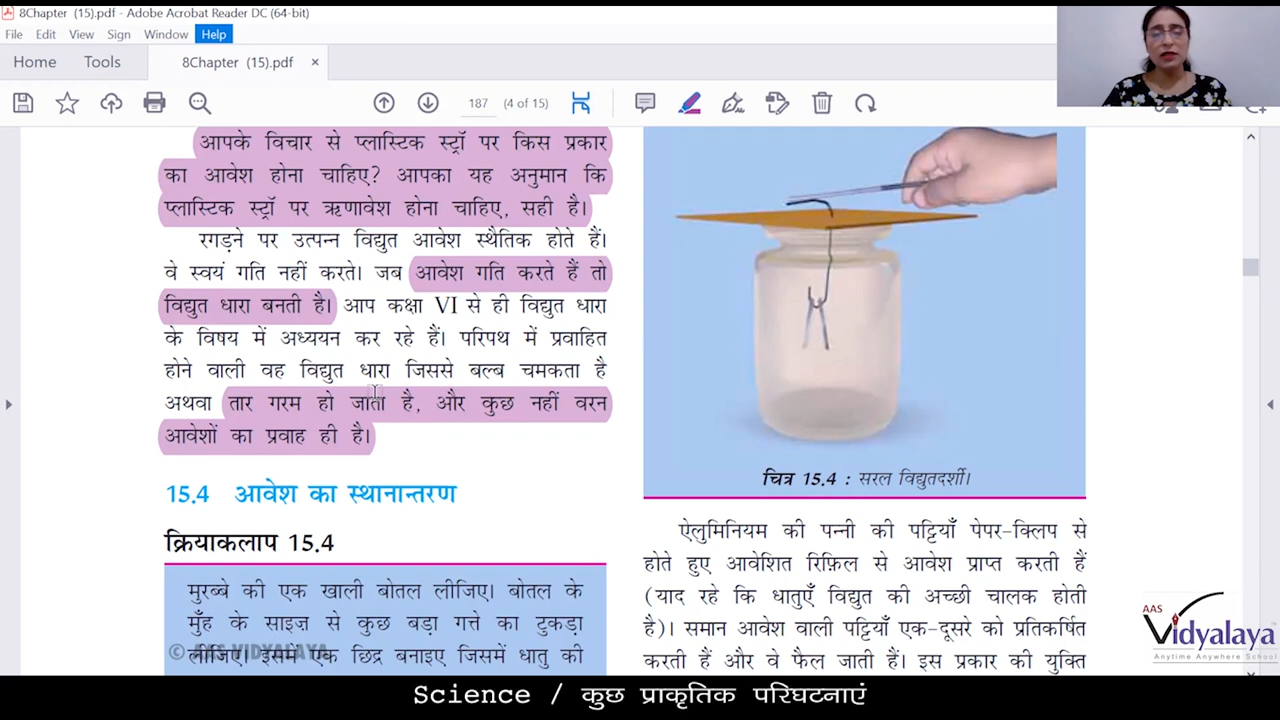 8Chapter (15).pdf - Adobe Acrobat Reader DC (64-bit)
File Edit View Sign Window Help
Home Tools 8Chapter (15).pdf ×
187 (4 of 15)
आपके विचार से प्लास्टिक स्ट्रॉ पर किस प्रकार
का आवेश होना चाहिए? आपका यह अनुमान कि
प्लास्टिक स्ट्रॉ पर ऋणावेश होना चाहिए, सही है।
रगड़ने पर उत्पन्न विद्युत आवेश स्थैतिक होते हैं।
वे स्वयं गति नहीं करते। जब आवेश गति करते हैं तो
विद्युत धारा बनती है। आप कक्षा VI से ही विद्युत धारा
के विषय में अध्ययन कर रहे हैं। परिपथ में प्रवाहित
होने वाली वह विद्युत धारा जिससे बल्ब चमकता है
अथवा तार गरम हो जाता है, और कुछ नहीं वरन
आवेशों का प्रवाह ही है।
15.4 आवेश का स्थानान्तरण
क्रियाकलाप 15.4
मुरब्बे की एक खाली बोतल लीजिए। बोतल के
मुँह के साइज़ से कुछ बड़ा गत्ते का टुकड़ा
लीजिए। इसमें एक छिद्र बनाइए जिसमें धातु की
© AAS VIDYALAYA
चित्र 15.4 : सरल विद्युतदर्शी।
ऐलुमिनियम की पन्नी की पट्टियाँ पेपर-क्लिप से
होते हुए आवेशित रिफ़िल से आवेश प्राप्त करती हैं
(याद रहे कि धातुएँ विद्युत की अच्छी चालक होती
है)। समान आवेश वाली पट्टियाँ एक-दूसरे को प्रतिकर्षित
करती हैं और वे फैल जाती हैं। इस प्रकार की युक्ति
AAS
Vidyalaya
Anytime Anywhere School
Science / कुछ प्राकृतिक परिघटनाएं